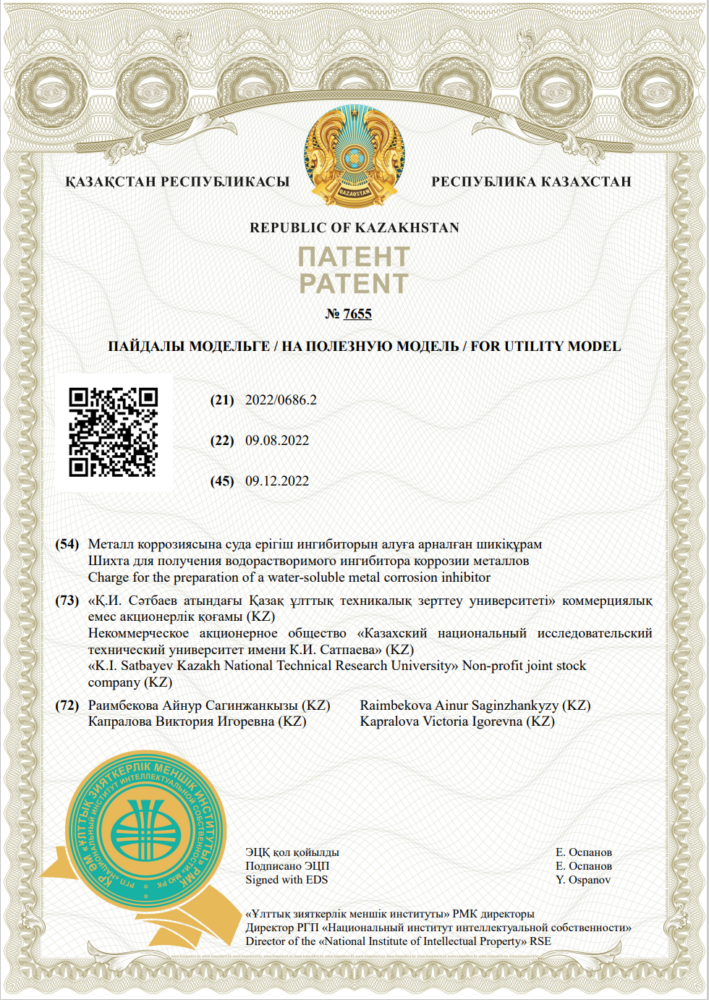 ҚАЗАҚСТАН РЕСПУБЛИКАСЫ
РЕСПУБЛИКА КАЗАХСТАН
QAZAQSTAN
REPUBLIC OF KAZAKHSTAN
ПАТЕНТ
PATENT
№ 7655
ПАЙДАЛЫ МОДЕЛЬГЕ / НА ПОЛЕЗНУЮ МОДЕЛЬ / FOR UTILITY MODEL
(21) 2022/0686.2
(22) 09.08.2022
(45) 09.12.2022
(54) Металл коррозиясына суда ерігіш ингибиторын алуға арналған шикіқұрам
Шихта для получения водорастворимого ингибитора коррозии металлов
Charge for the preparation of a water-soluble metal corrosion inhibitor
(73) «Қ.И. Сәтбаев атындағы Қазақ ұлттық техникалық зерттеу университеті» коммерциялық
емес акционерлік қоғамы (KZ)
Некоммерческое акционерное общество «Казахский национальный исследовательский
технический университет имени К.И. Сатпаева» (KZ)
«K.I. Satbayev Kazakh National Technical Research University» Non-profit joint stock
company (KZ)
(72) Раимбекова Айнур Сагинжанкызы (KZ) Raimbekova Ainur Saginzhankyzy (KZ)
Капралова Виктория Игоревна (KZ) Kapralova Victoria Igorevna (KZ)
ҚР ӘМ «ҰЛТТЫҚ ЗИЯТКЕРЛІК МЕНШІК ИНСТИТУТЫ» РМК
РГП «НАЦИОНАЛЬНЫЙ ИНСТИТУТ ИНТЕЛЛЕКТУАЛЬНОЙ СОБСТВЕННОСТИ» МЮ РК
ЭЦҚ қол қойылды Е. Оспанов
Подписано ЭЦП Е. Оспанов
Signed with EDS Y. Ospanov
«Ұлттық зияткерлік меншік институты» РМК директоры
Директор РГП «Национальный институт интеллектуальной собственности»
Director of the «National Institute of Intellectual Property» RSE